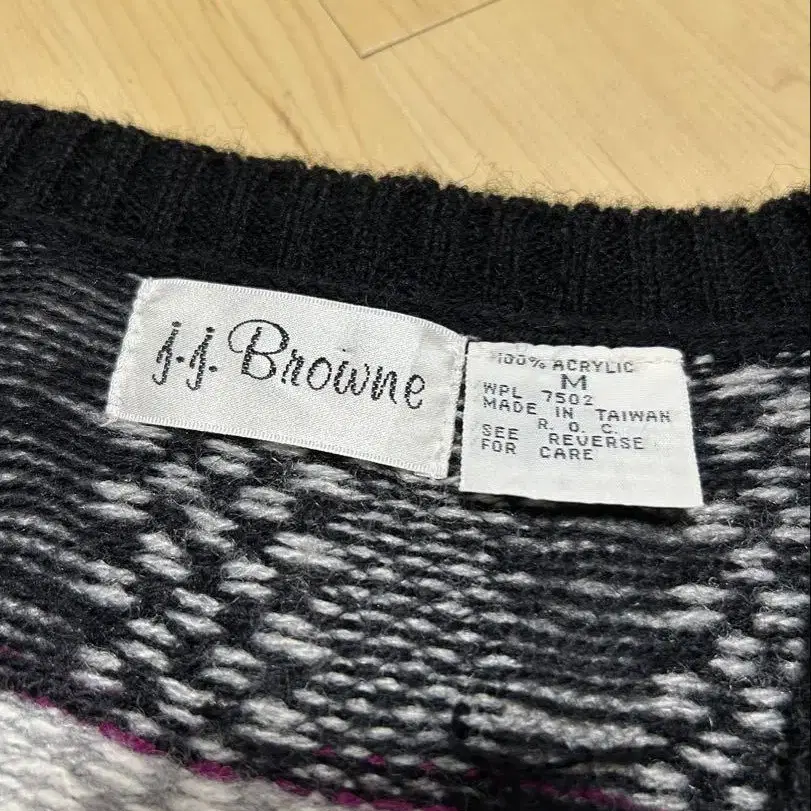 j.j. Browne
100% ACRYLIC
M
WPL 7502
MADE IN TAIWAN
R. O. C.
SEE REVERSE
FOR CARE